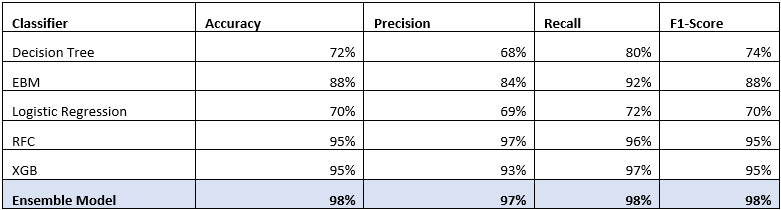 Classifier Accuracy Precision Recall F1-Score
Decision Tree 72% 68% 80% 74%
EBM 88% 84% 92% 88%
Logistic Regression 70% 69% 72% 70%
RFC 95% 97% 96% 95%
XGB 95% 93% 97% 95%
Ensemble Model 98% 97% 98% 98%